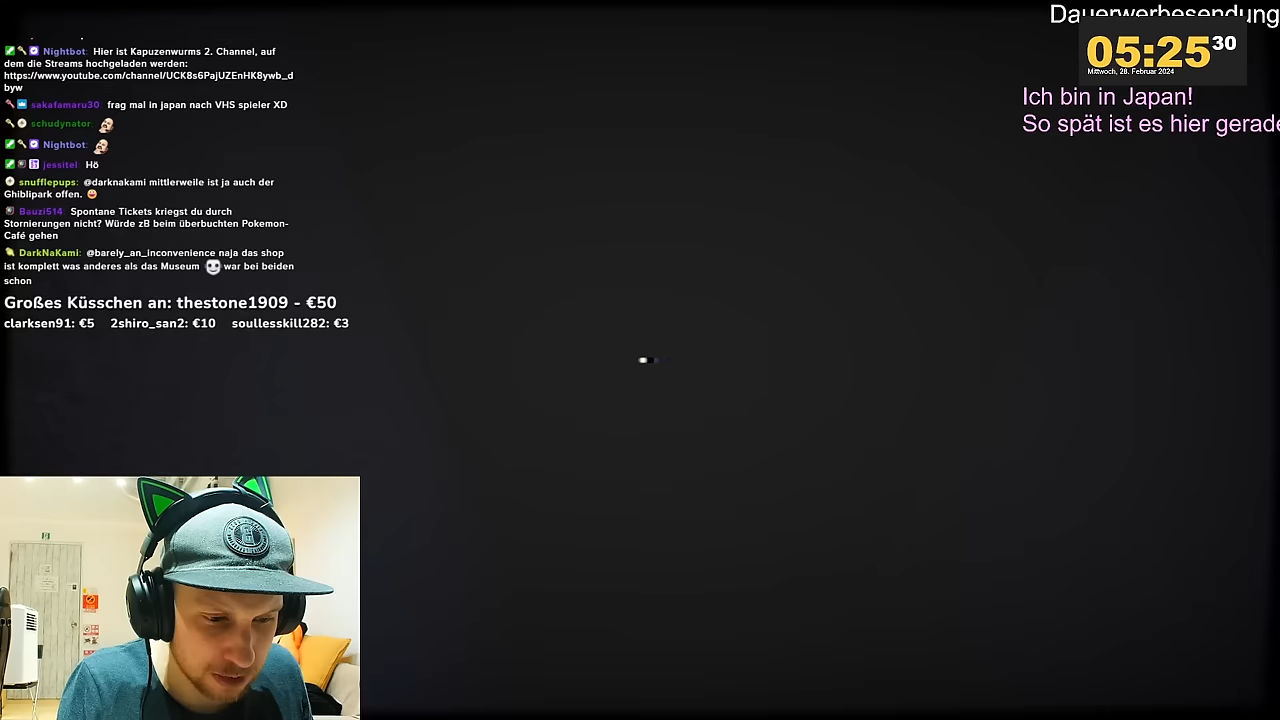 Dauerwerbesendung
05:25 30
Mittwoch, 28. Februar 2024
Ich bin in Japan!
So spät ist es hier gerade
Nightbot: Hier ist Kapuzenwurms 2. Channel, auf
dem die Streams hochgeladen werden:
https://www.youtube.com/channel/UCK8s6PajUZEnHK8ywb_d
byw
sakafamaru30: frag mal in japan nach VHS spieler XD
schudynator:
Nightbot:
jessitel: Hö
snufflepups: @darknakami mittlerweile ist ja auch der
Ghiblipark offen.
Bauzi514: Spontane Tickets kriegst du durch
Stornierungen nicht? Würde zB beim überbuchten Pokemon-
Café gehen
DarkNaKami: @barely_an_inconvenience naja das shop
ist komplett was anderes als das Museum war bei beiden
schon
Großes Küsschen an: thestone1909 - €50
clarksen91: €5 2shiro_san2: €10 soullesskill282: €3